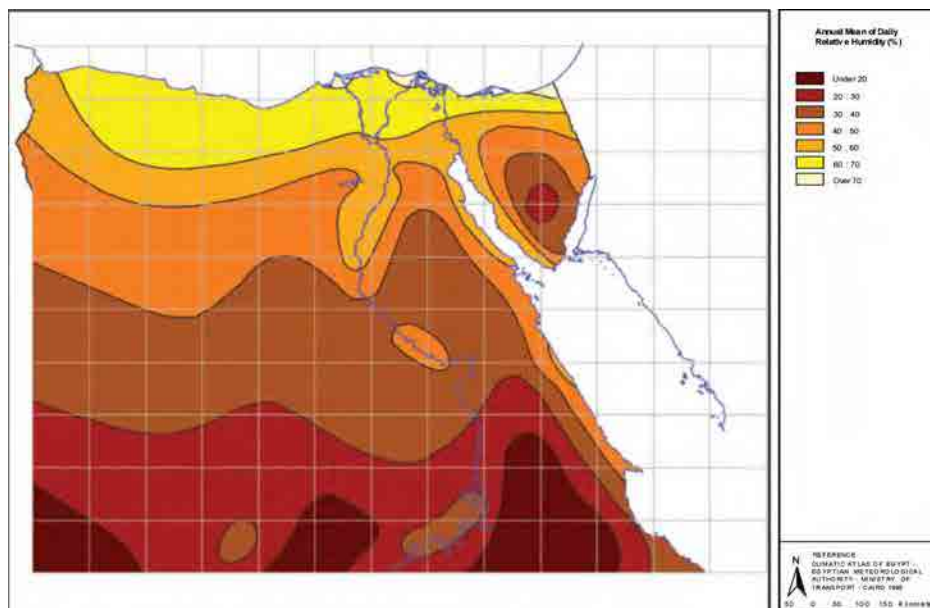 Annual Mean of Daily
Relative Humidity (%)
Under 20
20 : 30
30 : 40
40 : 50
50 : 60
60 : 70
Over 70
N
REFERENCE
CLIMATIC ATLAS OF EGYPT -
EGYPTIAN METEOROLOGICAL
AUTHORITY - MINISTRY OF
TRANSPORT - CAIRO
50 0 50 100 150 Kilometers